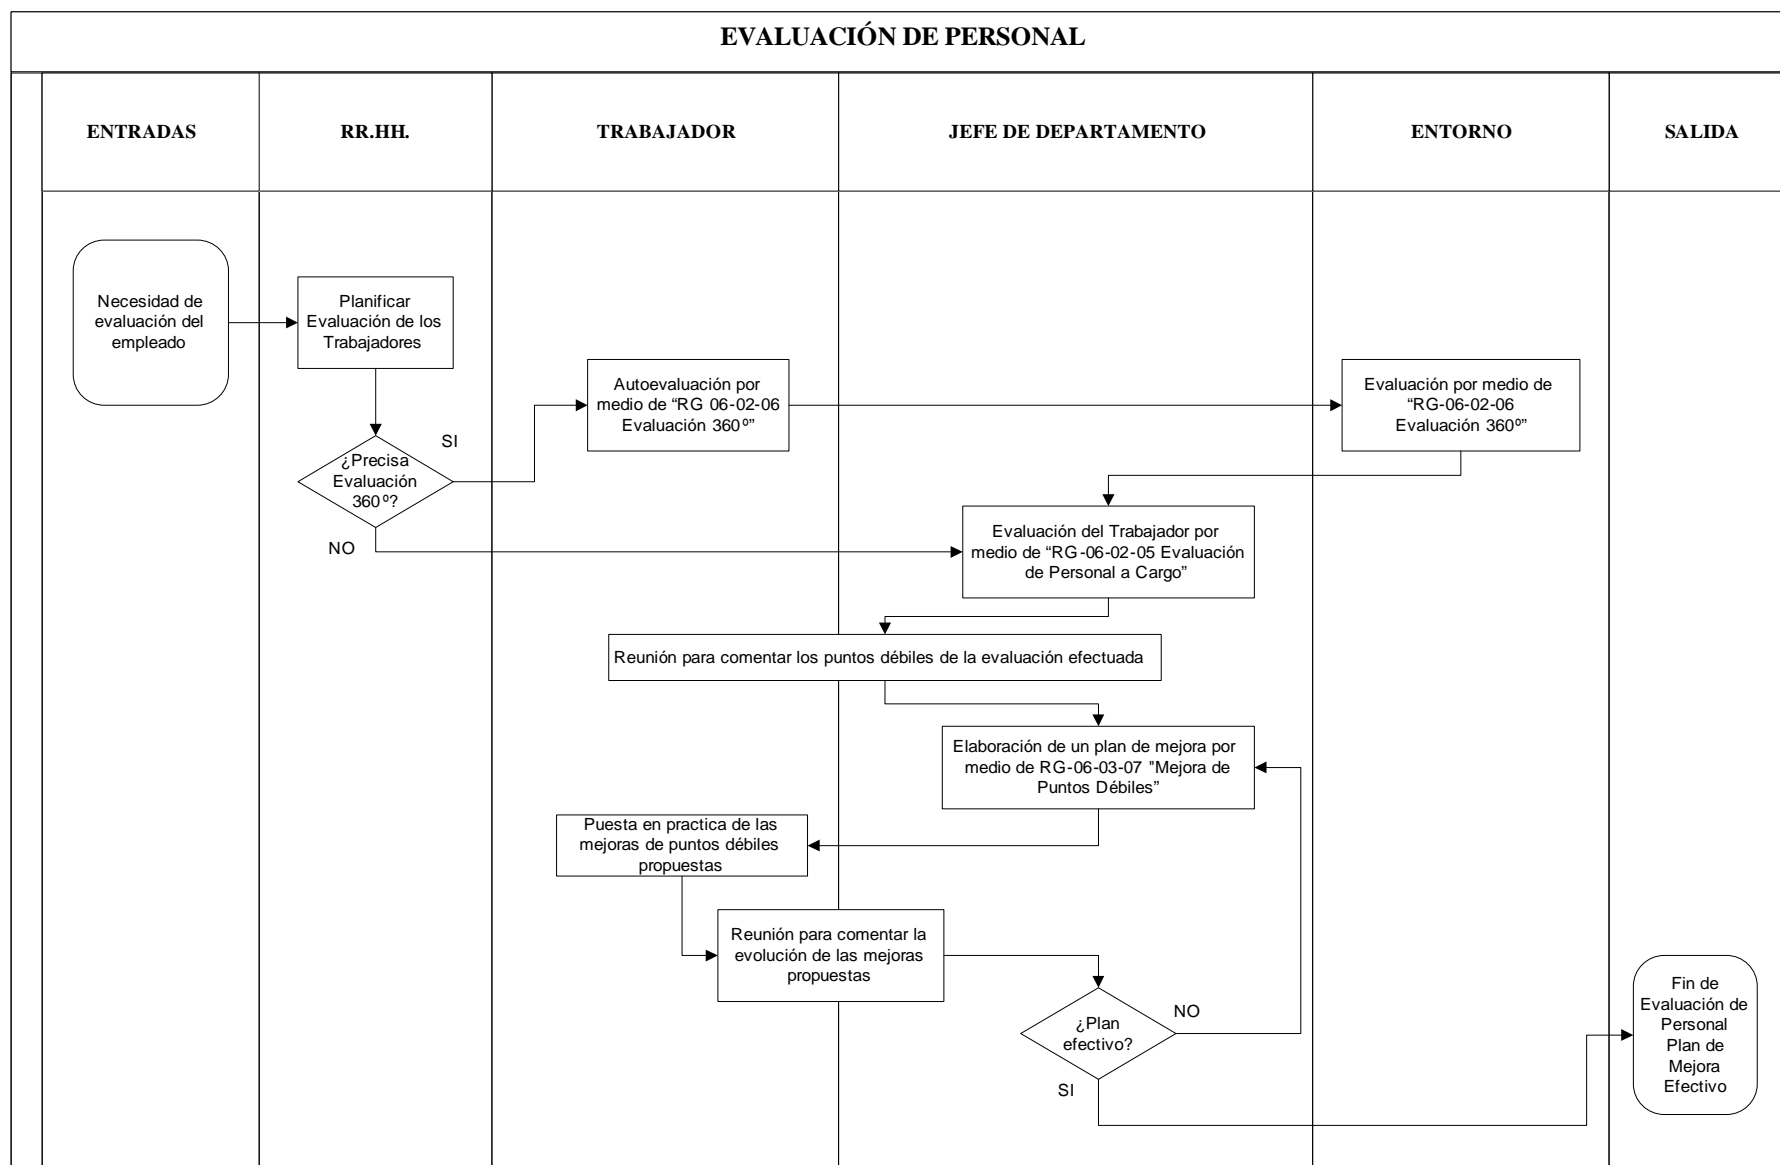 EVALUACIÓN DE PERSONAL
ENTRADAS
RR.HH.
TRABAJADOR
JEFE DE DEPARTAMENTO
ENTORNO
SALIDA
Necesidad de
evaluación del
empleado
Planificar
Evaluación de los
Trabajadores
Autoevaluación por
medio de “RG 06-02-06
Evaluación 360º”
Evaluación por medio de
“RG-06-02-06
Evaluación 360º”
SI
¿Precisa
Evaluación
360º?
NO
Evaluación del Trabajador por
medio de “RG-06-02-05 Evaluación
de Personal a Cargo”
Reunión para comentar los puntos débiles de la evaluación efectuada
Elaboración de un plan de mejora por
medio de RG-06-03-07 "Mejora de
Puntos Débiles”
Puesta en practica de las
mejoras de puntos débiles
propuestas
Reunión para comentar la
evolución de las mejoras
propuestas
¿Plan
efectivo?
NO
SI
Fin de
Evaluación de
Personal
Plan de
Mejora
Efectivo